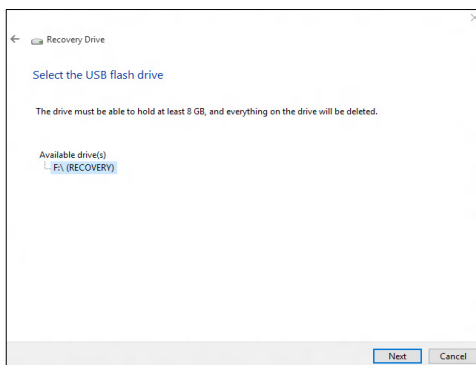 Recovery Drive
Select the USB flash drive
The drive must be able to hold at least 8 GB, and everything on the drive will be deleted.
Available drive(s)
F:\ (RECOVERY)
Next Cancel